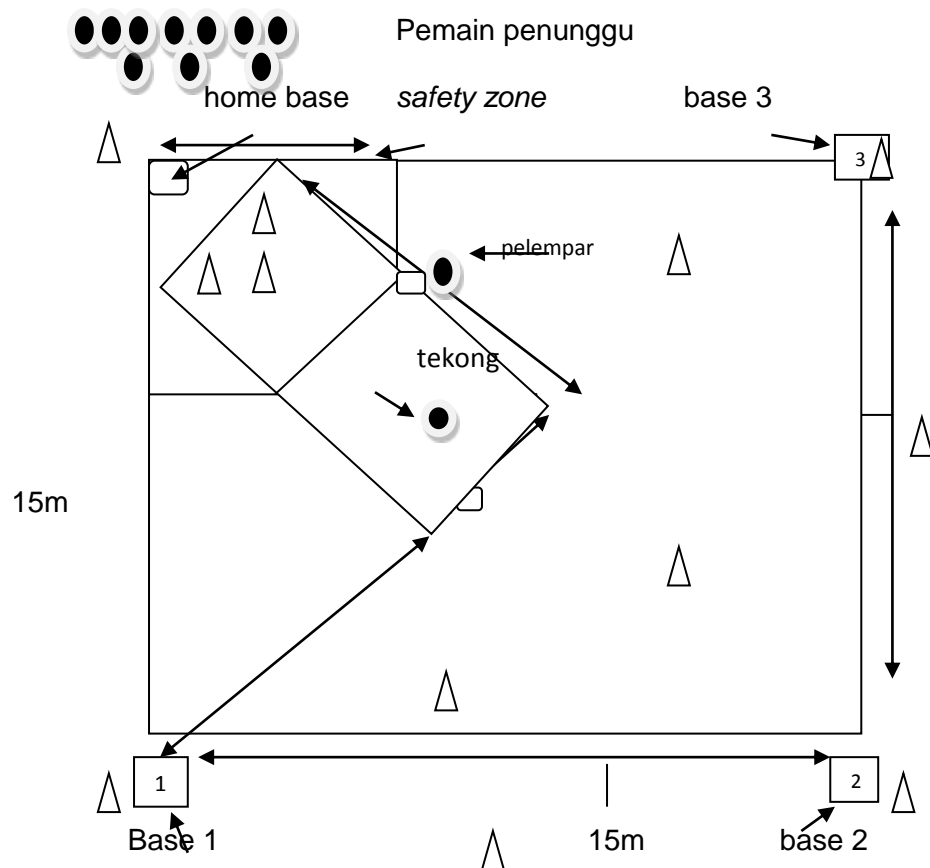 Pemain penunggu
home base safety zone base 3
3
pelempar
tekong
15m
1 2
Base 1 15m base 2